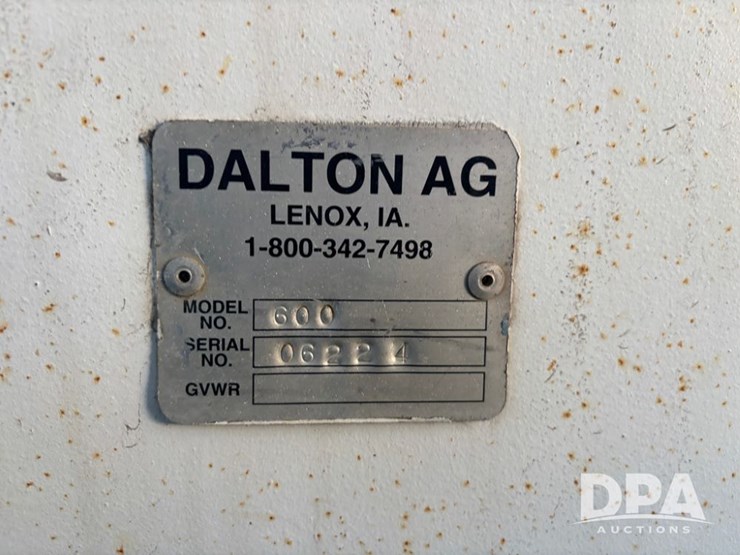 DALTON AG
LENOX, IA.
1-800-342-7498
MODEL NO. 600
SERIAL NO. 06224
GVWR
DPA
AUCTIONS